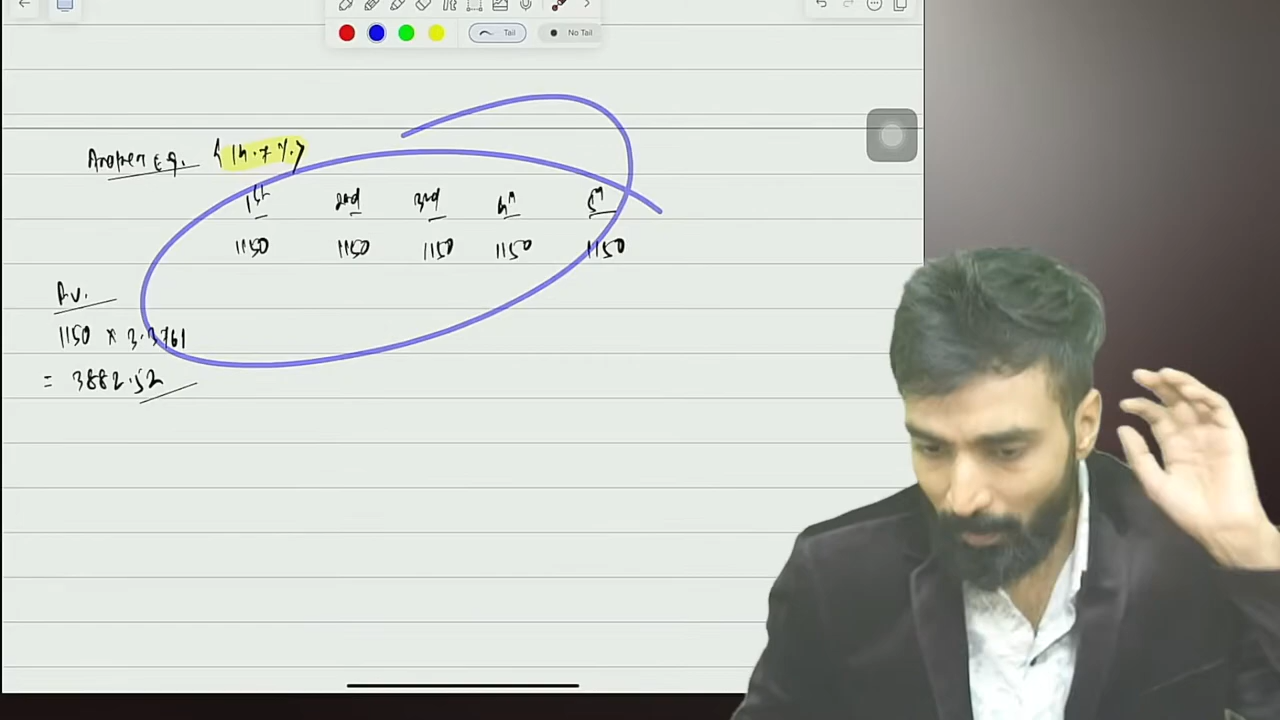 Tail
No Tail
Another Eg. {14.7%}
1st 2nd 3rd 4th 5th
1150 1150 1150 1150 1150
P.V.
1150 × 3.3761
= 3882.52